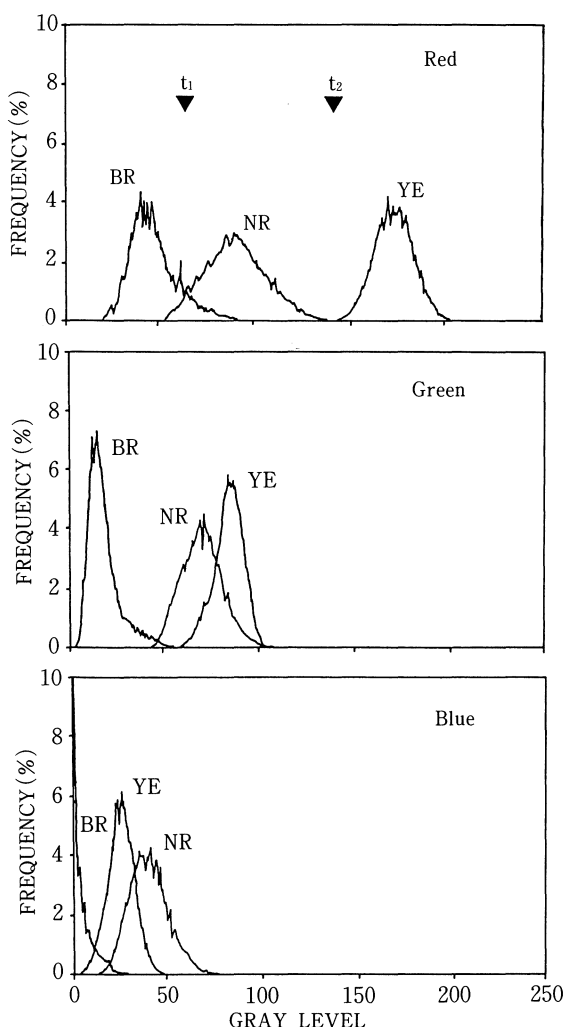 10
Red
8
t1 t2
6
BR
YE
4
NR
2
0
FREQUENCY (%)
10
Green
8
BR
6
YE
NR
4
2
0
FREQUENCY (%)
10
Blue
8
YE
6
BR
NR
4
2
0
FREQUENCY (%)
0 50 100 150 200 250
GRAY LEVEL